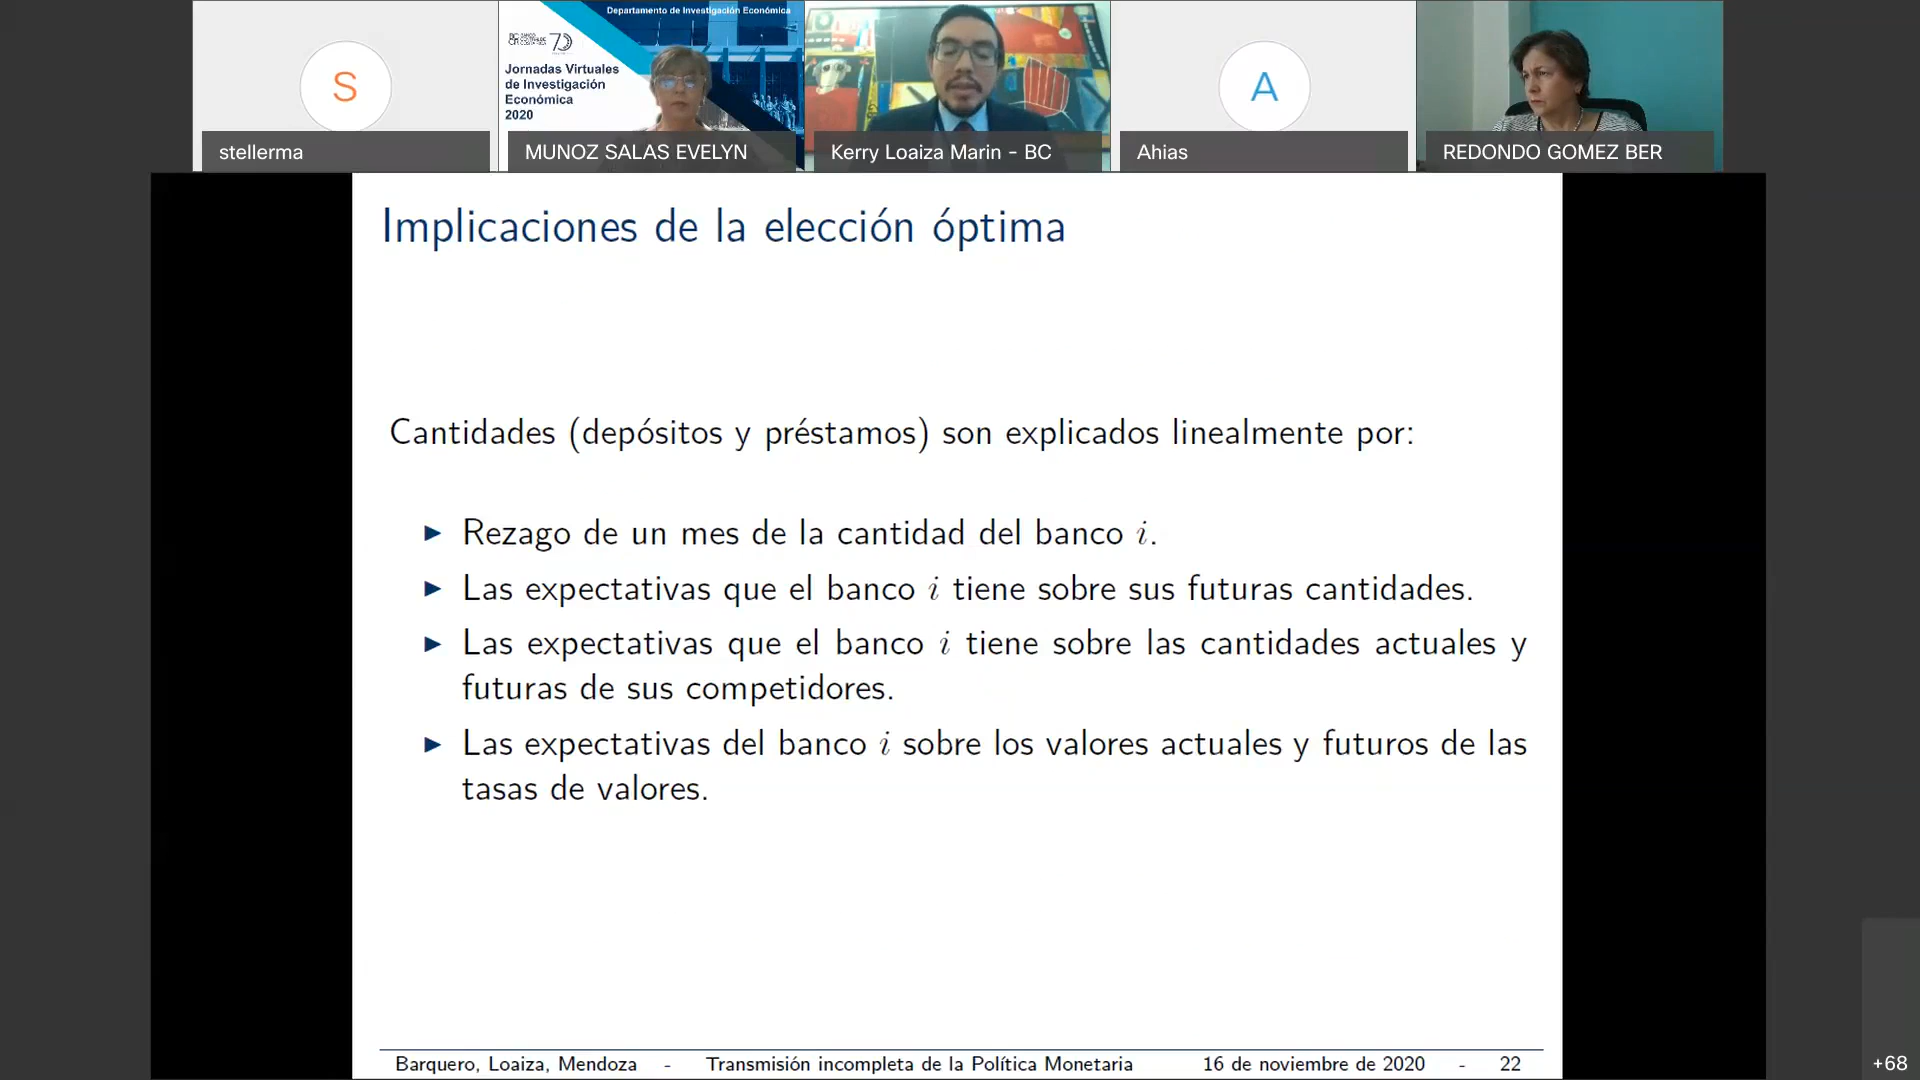 Departamento de Investigación Económica
70
Jornadas Virtuales
de Investigación
Económica
2020
S
A
stellerma
MUNOZ SALAS EVELYN
Kerry Loaiza Marin - BC
Ahias
REDONDO GOMEZ BER
Implicaciones de la elección óptima
Cantidades (depósitos y préstamos) son explicados linealmente por:
▶ Rezago de un mes de la cantidad del banco i.
▶ Las expectativas que el banco i tiene sobre sus futuras cantidades.
▶ Las expectativas que el banco i tiene sobre las cantidades actuales y
futuras de sus competidores.
▶ Las expectativas del banco i sobre los valores actuales y futuros de las
tasas de valores.
Barquero, Loaiza, Mendoza - Transmisión incompleta de la Política Monetaria 16 de noviembre de 2020 - 22
+68